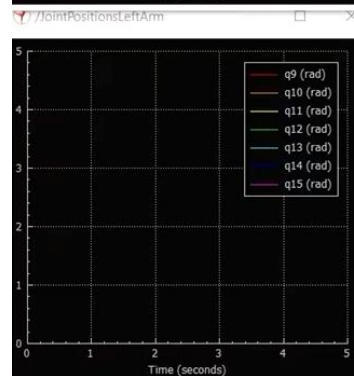 /JointPositionsLeftArm
5
q9 (rad)
q10 (rad)
4
q11 (rad)
q12 (rad)
q13 (rad)
q14 (rad)
3
q15 (rad)
2
1
0
0 1 2 3 4 5
Time (seconds)